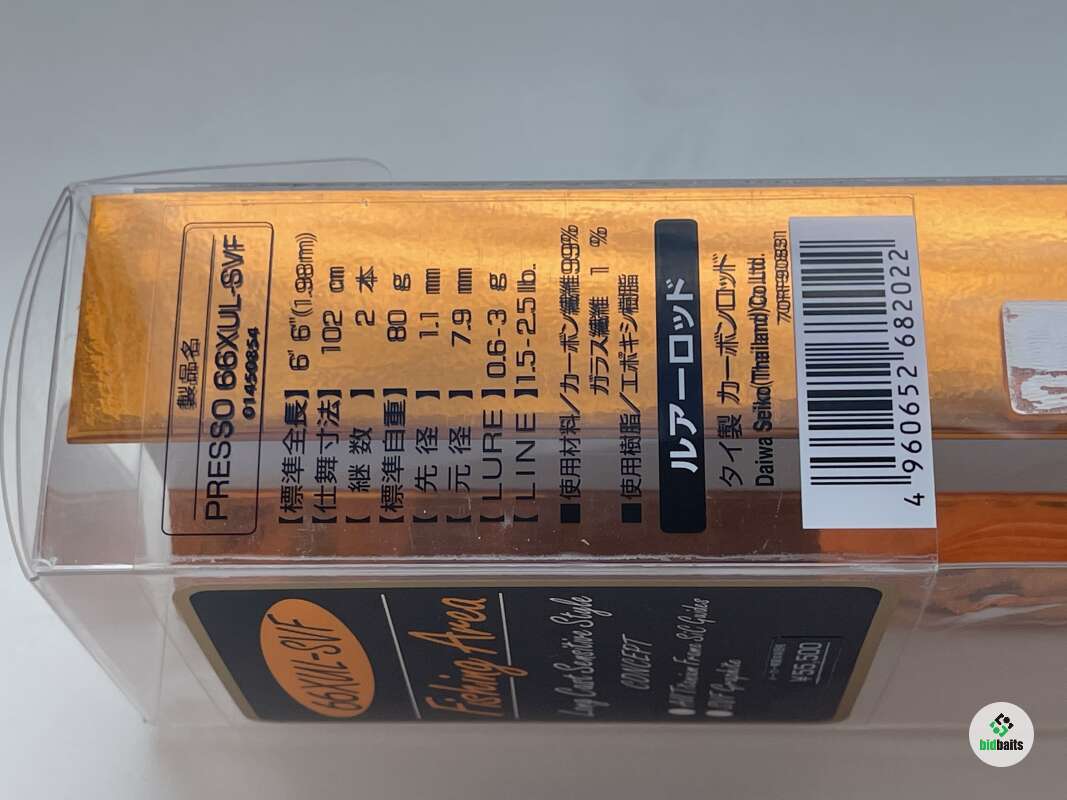 製品名
PRESSO 66XUL-SVF
01450854
【標準全長】6'6"(1.98m)
【仕舞寸法】102 cm
【 継 数 】 2 本
【標準自重】 80 g
【 先 径 】 1.1 mm
【 元 径 】 7.9 mm
【LURE】0.6-3 g
【LINE】1.5-2.5lb.
■使用材料/カーボン繊維99%
ガラス繊維 1 %
■使用樹脂/エポキシ樹脂
ルアーロッド
タイ製 カーボンロッド
Daiwa Seiko(Thailand)Co.Ltd.
4 960652 682022
66XUL-SVF
Fishing Area
Long Cast Sensitive Style
CONCEPT
Graphite
¥55,500
bidbaits